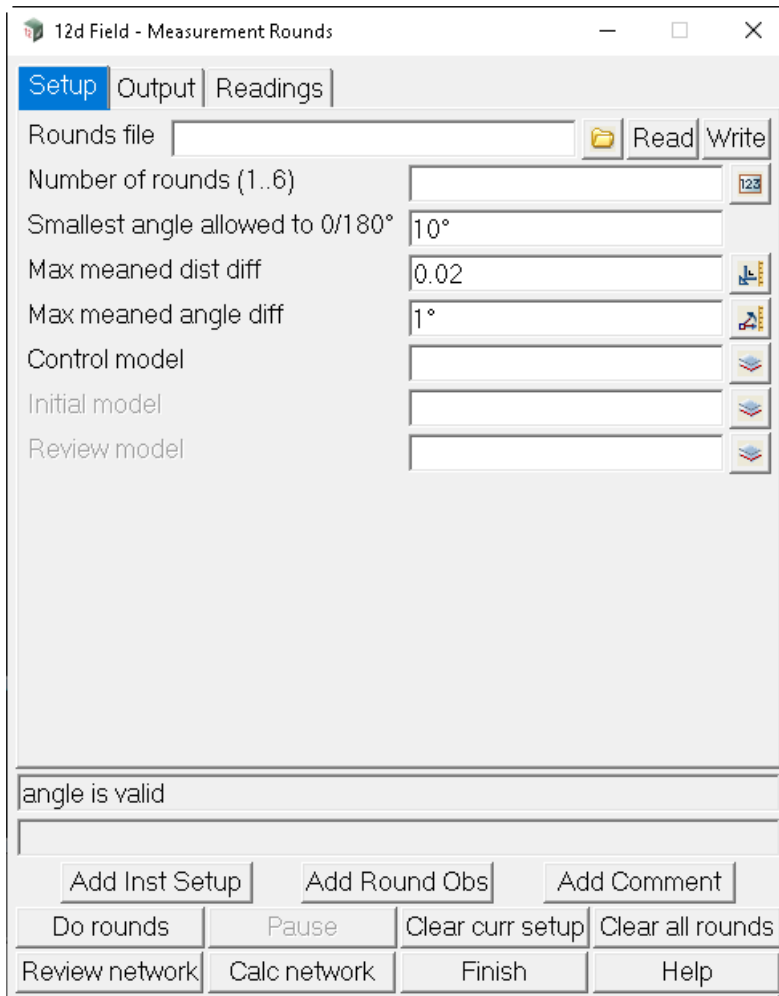 12d Field - Measurement Rounds
Setup Output Readings
Rounds file Read Write
Number of rounds (1..6) 123
Smallest angle allowed to 0/180° 10°
Max meaned dist diff 0.02
Max meaned angle diff 1°
Control model
Initial model
Review model
angle is valid
Add Inst Setup Add Round Obs Add Comment
Do rounds Pause Clear curr setup Clear all rounds
Review network Calc network Finish Help